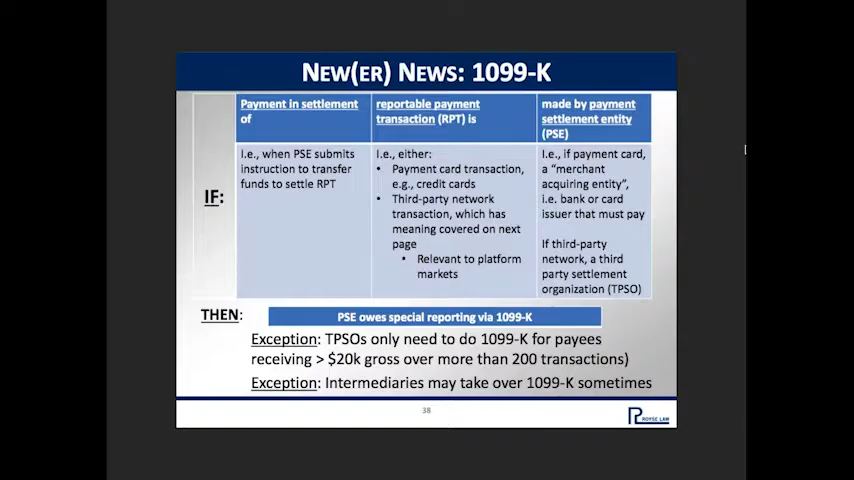 NEW(ER) NEWS: 1099-K
IF:
Payment in settlement
of
reportable payment
transaction (RPT) is
made by payment
settlement entity
(PSE)
I.e., when PSE submits
instruction to transfer
funds to settle RPT
I.e., either:
• Payment card transaction,
e.g., credit cards
• Third-party network
transaction, which has
meaning covered on next
page
• Relevant to platform
markets
I.e., if payment card,
a “merchant
acquiring entity”,
i.e. bank or card
issuer that must pay
If third-party
network, a third
party settlement
organization (TPSO)
THEN:
PSE owes special reporting via 1099-K
Exception: TPSOs only need to do 1099-K for payees
receiving > $20k gross over more than 200 transactions)
Exception: Intermediaries may take over 1099-K sometimes
38
ROYSE LAW